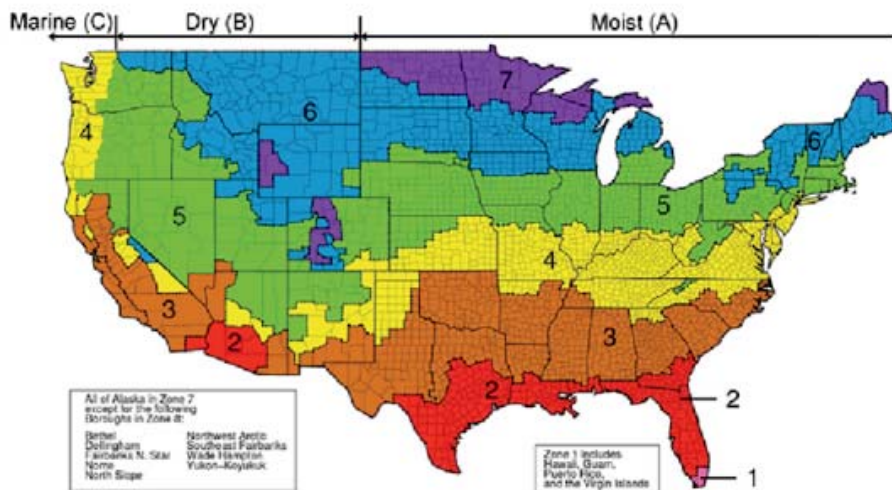 Marine (C)
Dry (B)
Moist (A)
7
6
4
6
5
5
4
3
3
2
2
2
1
All of Alaska in Zone 7
except for the following
Boroughs in Zone 8:
Bethel Northwest Arctic
Dellingham Southeast Fairbanks
Fairbanks N. Star Wade Hampton
Nome Yukon-Koyukuk
North Slope
Zone 1 includes
Hawaii, Guam,
Puerto Rico,
and the Virgin Islands